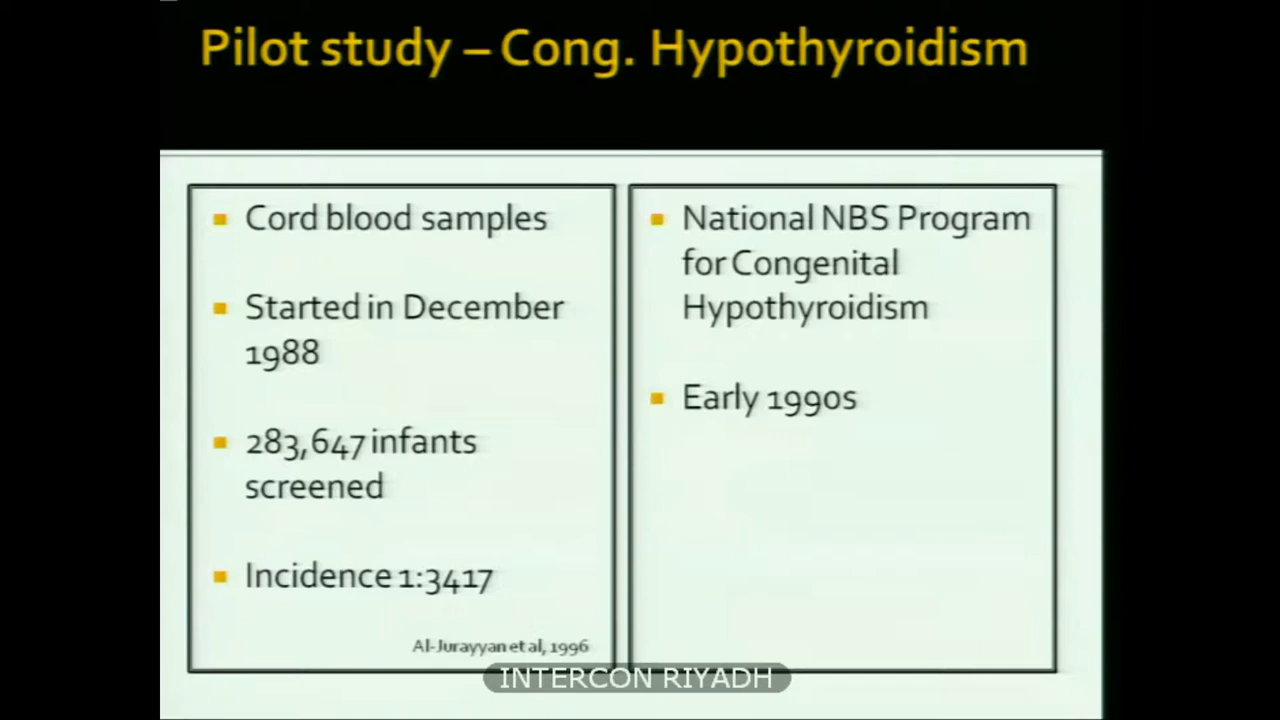 Pilot study – Cong. Hypothyroidism
Cord blood samples
Started in December
1988
283,647 infants
screened
Incidence 1:3417
Al-Jurayyan et al, 1996
National NBS Program
for Congenital
Hypothyroidism
Early 1990s
INTERCON RIYADH